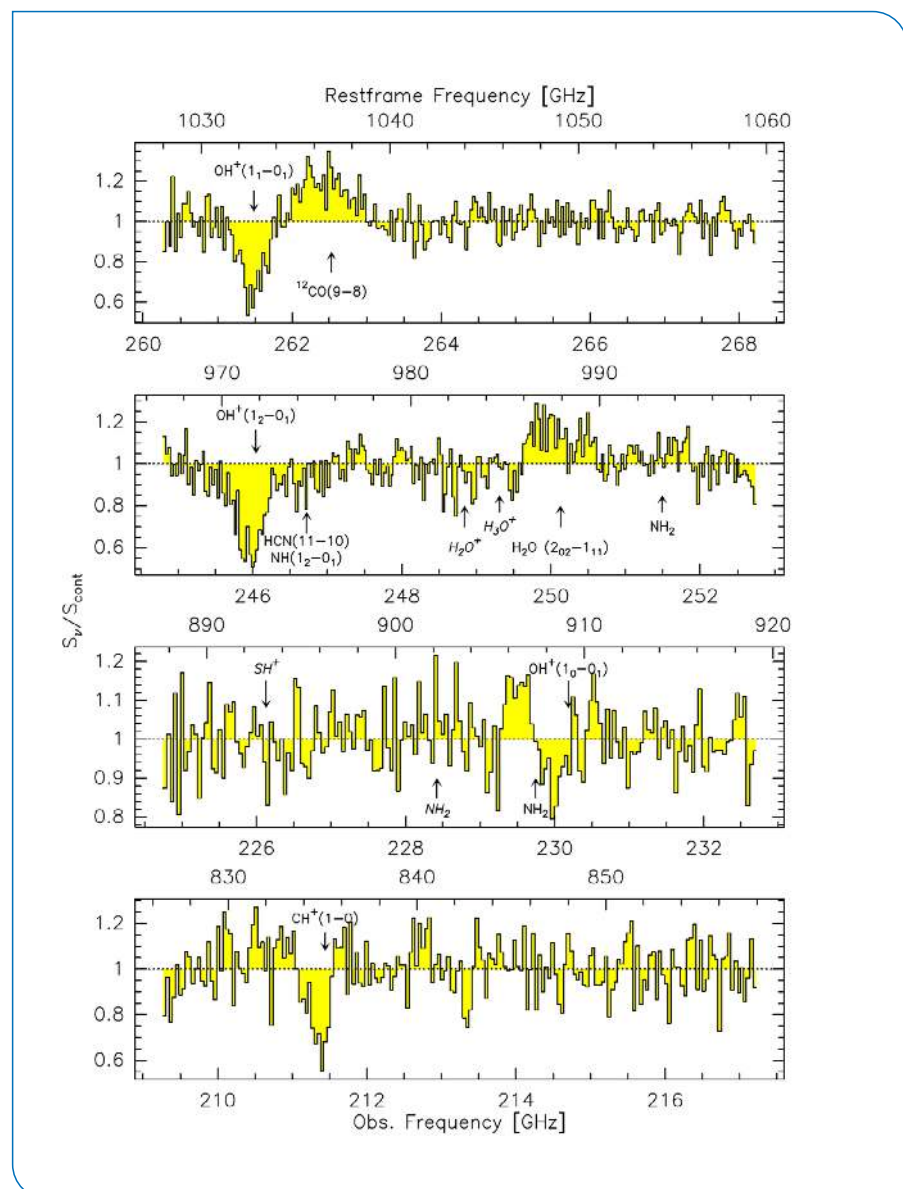 Restframe Frequency [GHz]
1030 1040 1050 1060
OH⁺(1₁−0₁)
1.2
1
0.8
0.6
¹²CO(9−8)
260 262 264 266 268
970 980 990
OH⁺(1₂−0₁)
1.2
1
0.8
0.6
HCN(11−10)
NH(1₂−0₁)
H₂O⁺
H₃O⁺
H₂O (2₀₂−1₁₁)
NH₂
246 248 250 252
S_ν/S_cont
890 900 910 920
SH⁺
OH⁺(1₀−0₁)
1.2
1.1
1
0.9
0.8
NH₂
NH₂
226 228 230 232
830 840 850
CH⁺(1−0)
1.2
1
0.8
0.6
210 212 214 216
Obs. Frequency [GHz]